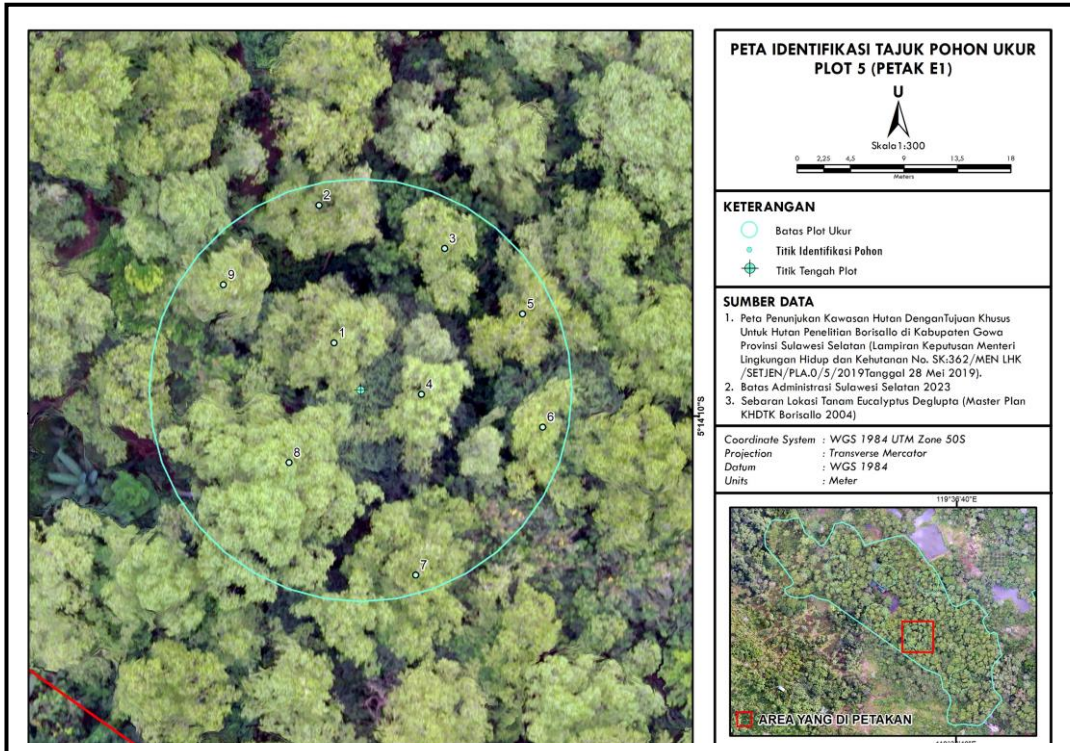 PETA IDENTIFIKASI TAJUK POHON UKUR
PLOT 5 (PETAK E1)
U
Skala 1:300
0 2,25 4,5 9 13,5 18
Meters
KETERANGAN
Batas Plot Ukur
Titik Identifikasi Pohon
Titik Tengah Plot
SUMBER DATA
1. Peta Penunjukan Kawasan Hutan DenganTujuan Khusus
Untuk Hutan Penelitian Borisallo di Kabupaten Gowa
Provinsi Sulawesi Selatan (Lampiran Keputusan Menteri
Lingkungan Hidup dan Kehutanan No. SK:362/MEN LHK
/SETJEN/PLA.0/5/2019Tanggal 28 Mei 2019).
2. Batas Administrasi Sulawesi Selatan 2023
3. Sebaran Lokasi Tanam Eucalyptus Deglupta (Master Plan
KHDTK Borisallo 2004)
Coordinate System : WGS 1984 UTM Zone 50S
Projection : Transverse Mercator
Datum : WGS 1984
Units : Meter
119°36'40"E
AREA YANG DI PETAKAN
5°14'10"S
2
3
9
5
1
4
6
8
7